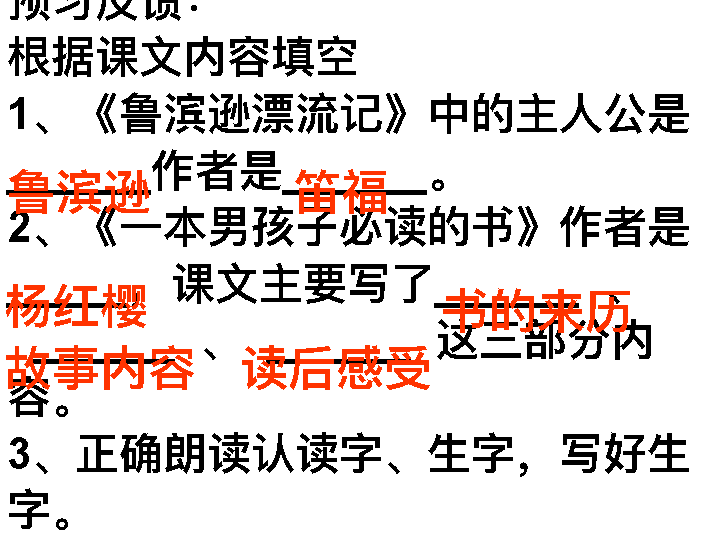 预习反馈：
根据课文内容填空
1、《鲁滨逊漂流记》中的主人公是
鲁滨逊作者是笛福。
2、《一本男孩子必读的书》作者是
杨红樱 课文主要写了书的来历、
故事内容、读后感受这三部分内
容。
3、正确朗读认读字、生字，写好生
字。